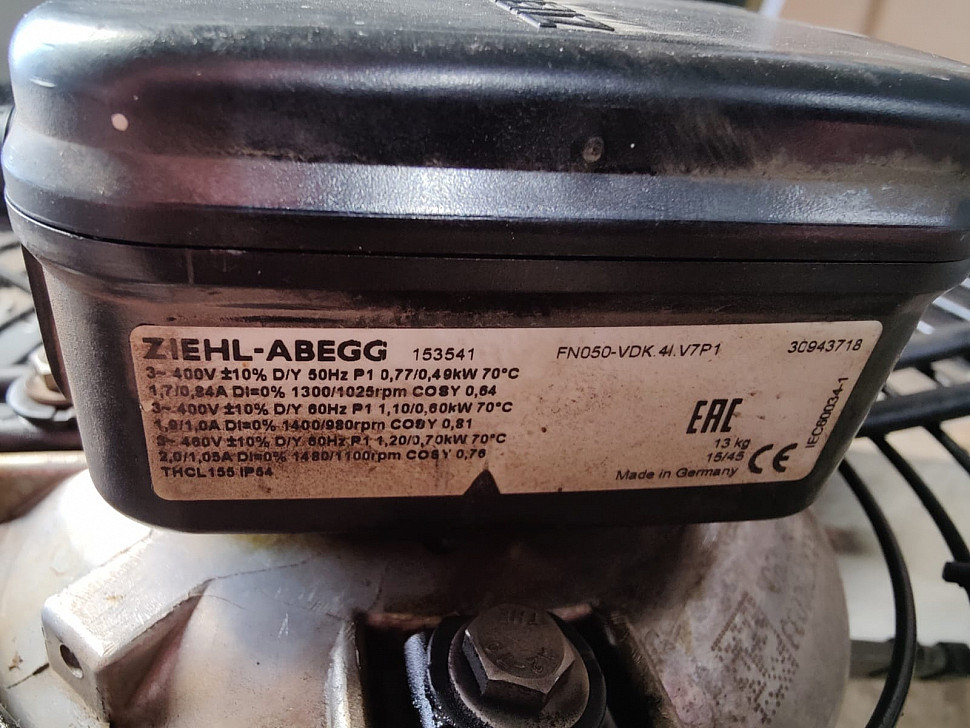 ZIEHL-ABEGG 153541 FN050-VDK.4I.V7P1 30943718
3~ 400V ±10% D/Y 50Hz P1 0,77/0,49kW 70°C
1,7/0,84A DI=0% 1300/1025rpm COSY 0,64
3~ 400V ±10% D/Y 60Hz P1 1,10/0,60kW 70°C
1,9/1,0A DI=0% 1400/980rpm COSY 0,81
3~ 460V ±10% D/Y 60Hz P1 1,20/0,70kW 70°C
2,0/1,05A DI=0% 1480/1100rpm COSY 0,76
THCL155 IP54
EAC
13 kg
15/45
Made in Germany
CE
IEC60034-1